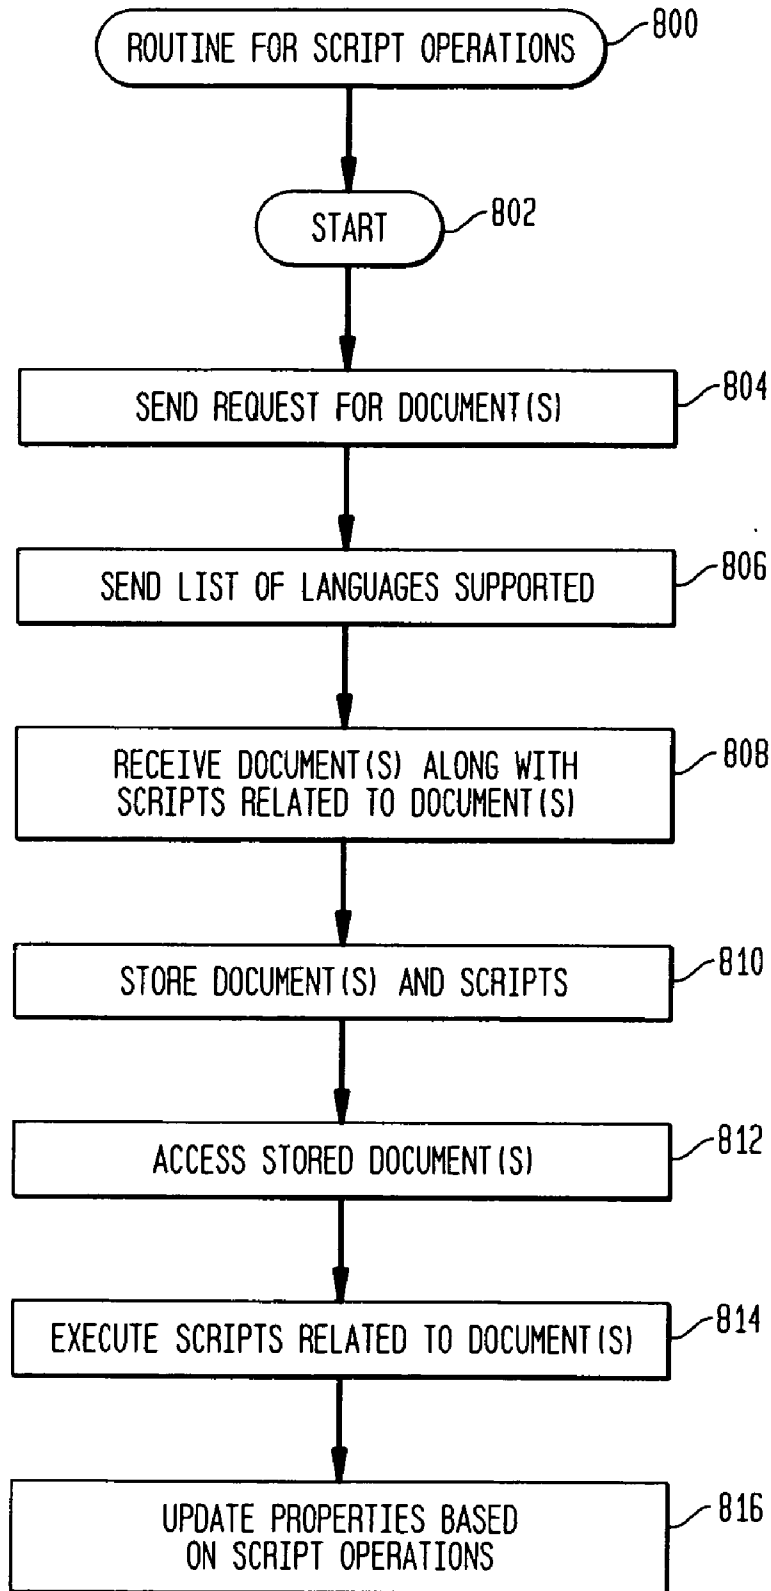 ROUTINE FOR SCRIPT OPERATIONS
800
START
802
SEND REQUEST FOR DOCUMENT(S)
804
SEND LIST OF LANGUAGES SUPPORTED
806
RECEIVE DOCUMENT(S) ALONG WITH
SCRIPTS RELATED TO DOCUMENT(S)
808
STORE DOCUMENT(S) AND SCRIPTS
810
ACCESS STORED DOCUMENT(S)
812
EXECUTE SCRIPTS RELATED TO DOCUMENT(S)
814
UPDATE PROPERTIES BASED
ON SCRIPT OPERATIONS
816